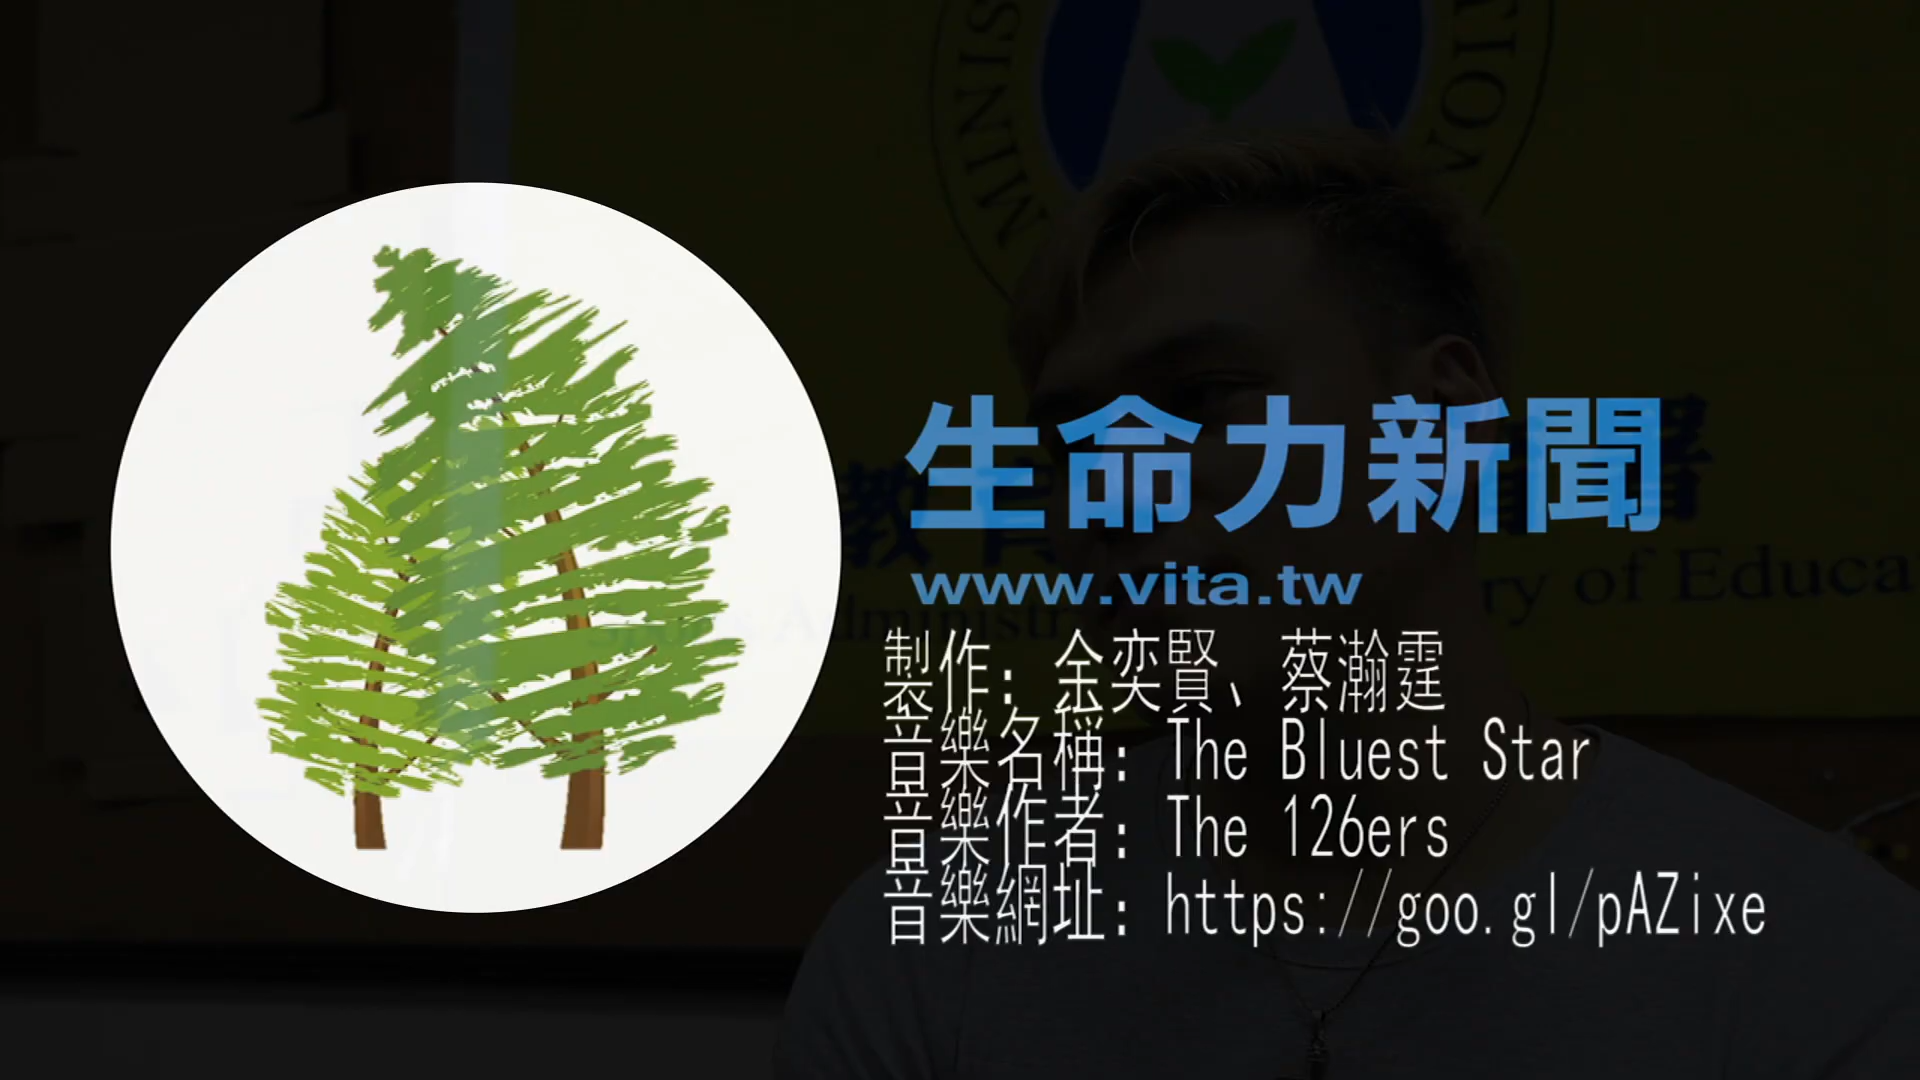 生命力新聞
www.vita.tw
製作：余奕賢、蔡瀚霆
音樂名稱：The Bluest Star
音樂作者：The 126ers
音樂網址：https://goo.gl/pAZixe